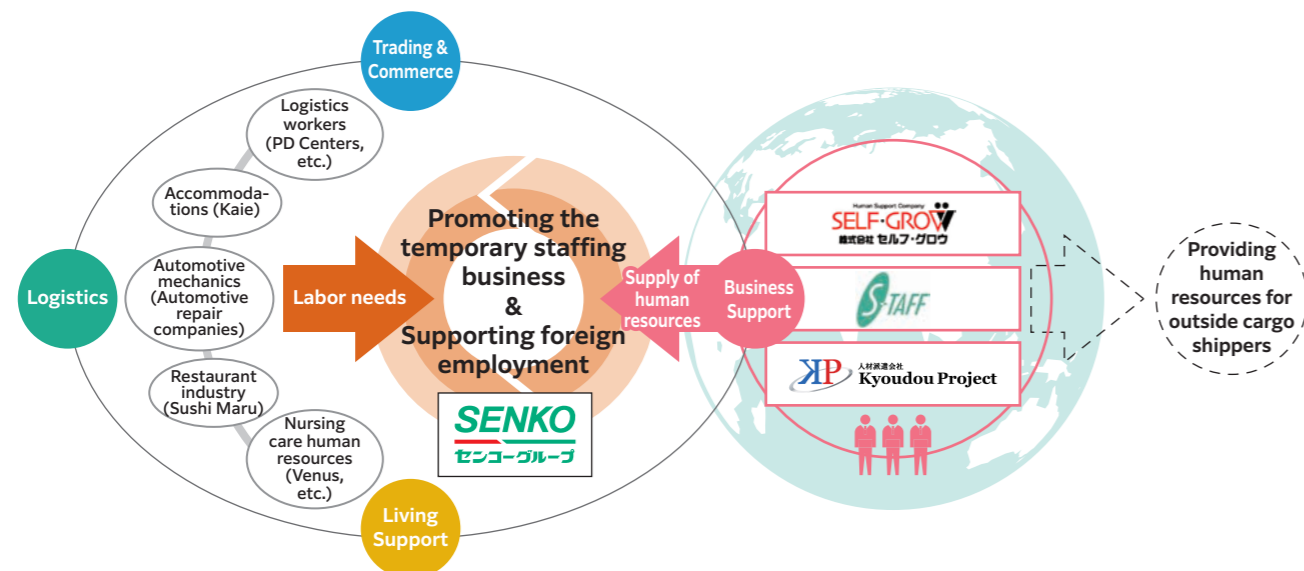 Trading &
Commerce
Logistics
workers
(PD Centers,
etc.)
Accommoda-
tions (Kaie)
Logistics
Automotive
mechanics
(Automotive
repair
companies)
Restaurant
industry
(Sushi Maru)
Nursing
care human
resources
(Venus,
etc.)
Living
Support
Labor needs
Promoting the
temporary staffing
business
&
Supporting foreign
employment
SENKO
センコーグループ
Supply of
human
resources
Business
Support
Human Support Company
SELF・GROW
株式会社 セルフ・グロウ
S-TAFF
KP
人材派遣会社
Kyoudou Project
Providing
human
resources for
outside cargo
shippers